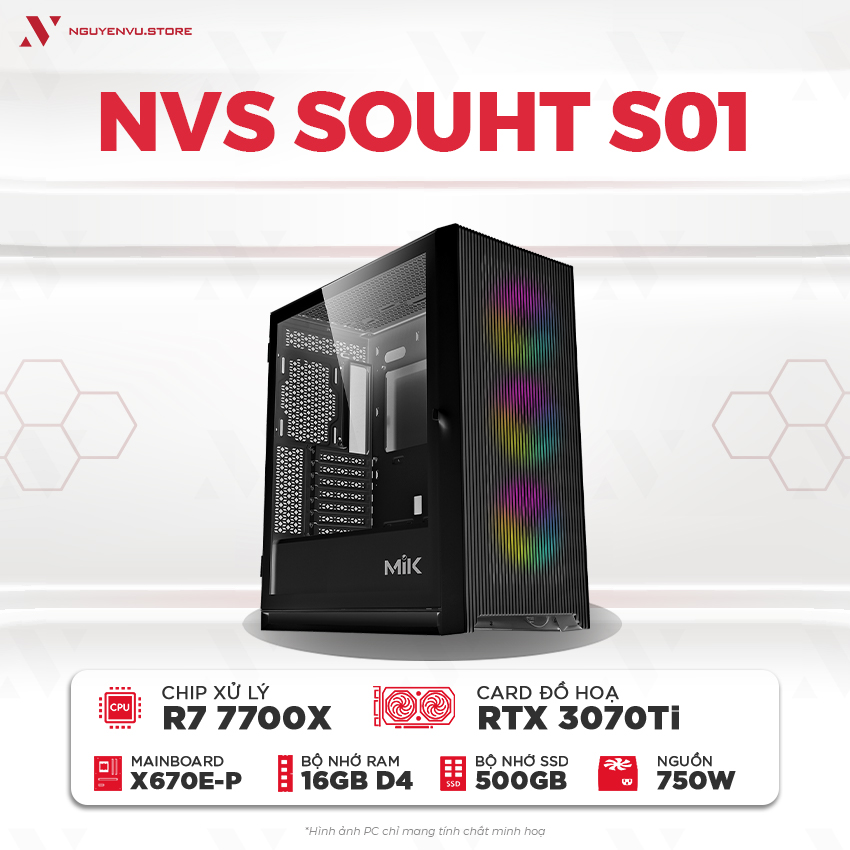 NGUYENVU.STORE
NVS SOUHT S01
MIK
CPU
CHIP XỬ LÝ
R7 7700X
CARD ĐỒ HOẠ
RTX 3070Ti
MAINBOARD
X670E-P
BỘ NHỚ RAM
16GB D4
SSD
BỘ NHỚ SSD
500GB
NGUỒN
750W
*Hình ảnh PC chỉ mang tính chất minh hoạ